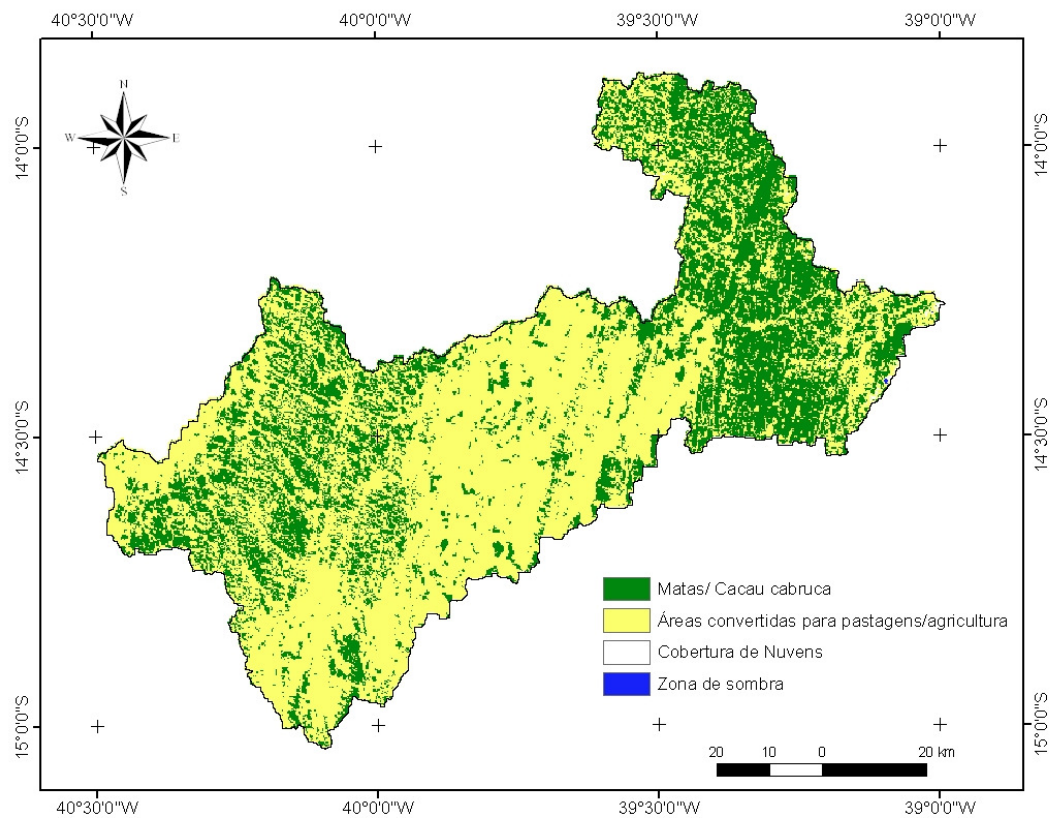 40°30'0"W 40°0'0"W 39°30'0"W 39°0'0"W
N
W E
S
14°0'0"S 14°0'0"S
14°30'0"S 14°30'0"S
Matas/ Cacau cabruca
Áreas convertidas para pastagens/agricultura
Cobertura de Nuvens
Zona de sombra
15°0'0"S 15°0'0"S
20 10 0 20 km
40°30'0"W 40°0'0"W 39°30'0"W 39°0'0"W